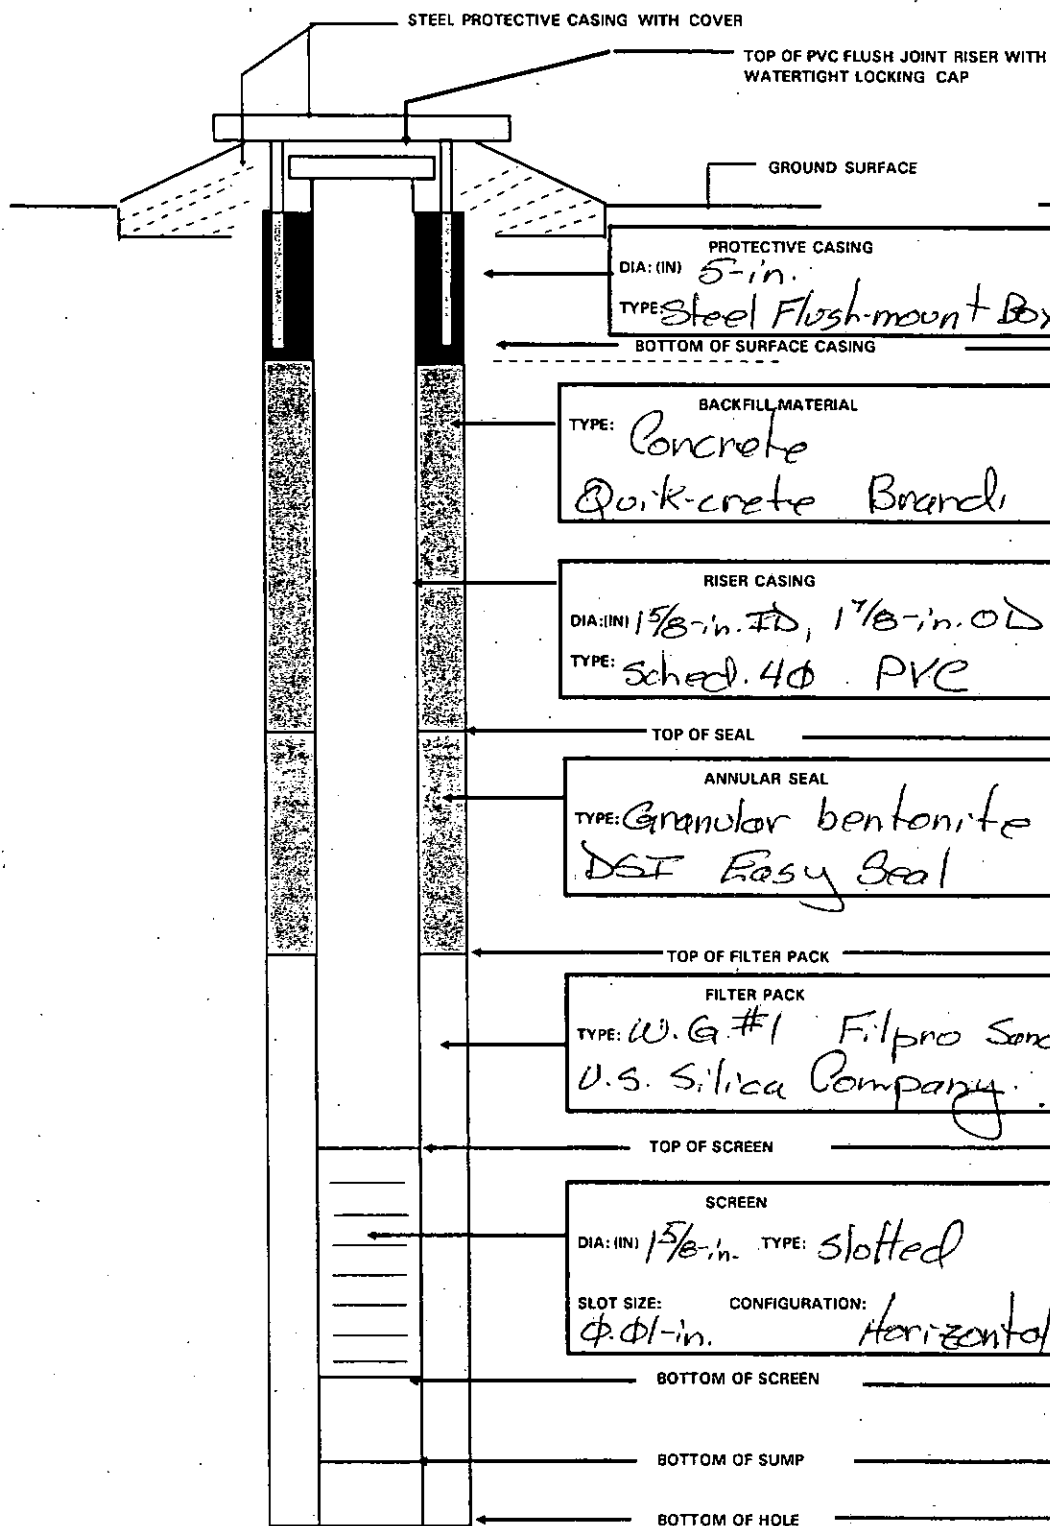 STEEL PROTECTIVE CASING WITH COVER
TOP OF PVC FLUSH JOINT RISER WITH
WATERTIGHT LOCKING CAP
GROUND SURFACE
PROTECTIVE CASING
DIA: (IN) 5-in.
TYPE: Steel Flush-mount Box
BOTTOM OF SURFACE CASING
BACKFILL MATERIAL
TYPE: Concrete
Quik-crete Brand
RISER CASING
DIA:(IN) 1 5/8-in. ID, 1 7/8-in. OD
TYPE: Sched. 40 PVC
TOP OF SEAL
ANNULAR SEAL
TYPE: Granular bentonite
DSI Easy Seal
TOP OF FILTER PACK
FILTER PACK
TYPE: W.G. #1 Filpro Sand
U.S. Silica Company.
TOP OF SCREEN
SCREEN
DIA: (IN) 1 5/8-in. TYPE: Slotted
SLOT SIZE: CONFIGURATION:
0.01-in. Horizontal
BOTTOM OF SCREEN
BOTTOM OF SUMP
BOTTOM OF HOLE